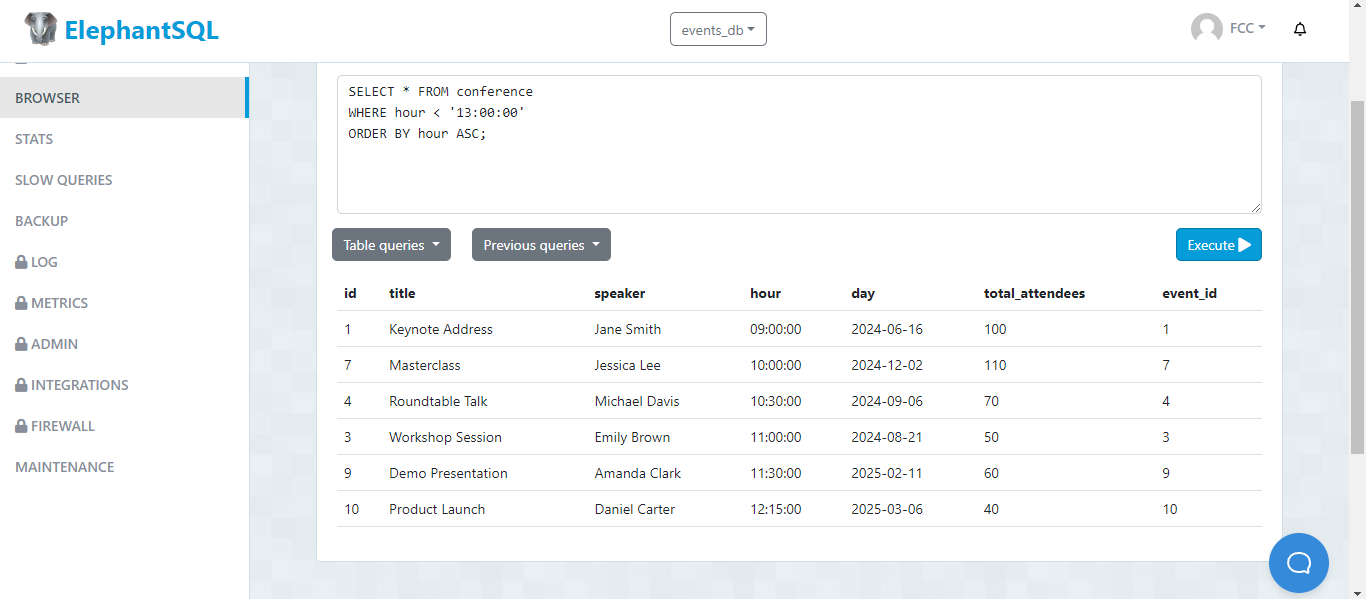 ElephantSQL
events_db
FCC
BROWSER
STATS
SLOW QUERIES
BACKUP
LOG
METRICS
ADMIN
INTEGRATIONS
FIREWALL
MAINTENANCE
SELECT * FROM conference
WHERE hour < '13:00:00'
ORDER BY hour ASC;
Table queries
Previous queries
Execute
id title speaker hour day total_attendees event_id
1 Keynote Address Jane Smith 09:00:00 2024-06-16 100 1
7 Masterclass Jessica Lee 10:00:00 2024-12-02 110 7
4 Roundtable Talk Michael Davis 10:30:00 2024-09-06 70 4
3 Workshop Session Emily Brown 11:00:00 2024-08-21 50 3
9 Demo Presentation Amanda Clark 11:30:00 2025-02-11 60 9
10 Product Launch Daniel Carter 12:15:00 2025-03-06 40 10